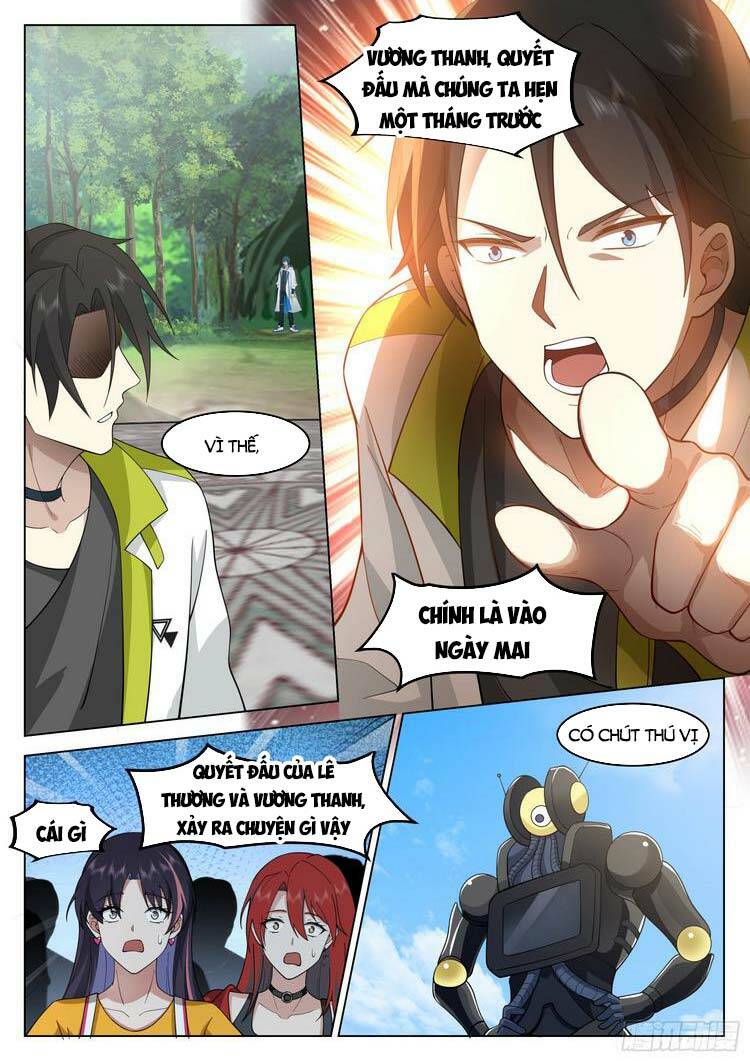 VÌ THẾ,
VƯƠNG THANH, QUYẾT
ĐẤU MÀ CHÚNG TA HẸN
MỘT THÁNG TRƯỚC
CHÍNH LÀ VÀO
NGÀY MAI
CÁI GÌ
QUYẾT ĐẤU CỦA LÊ
THƯƠNG VÀ VƯƠNG THANH,
XẢY RA CHUYỆN GÌ VẬY
CÓ CHÚT THÚ VỊ